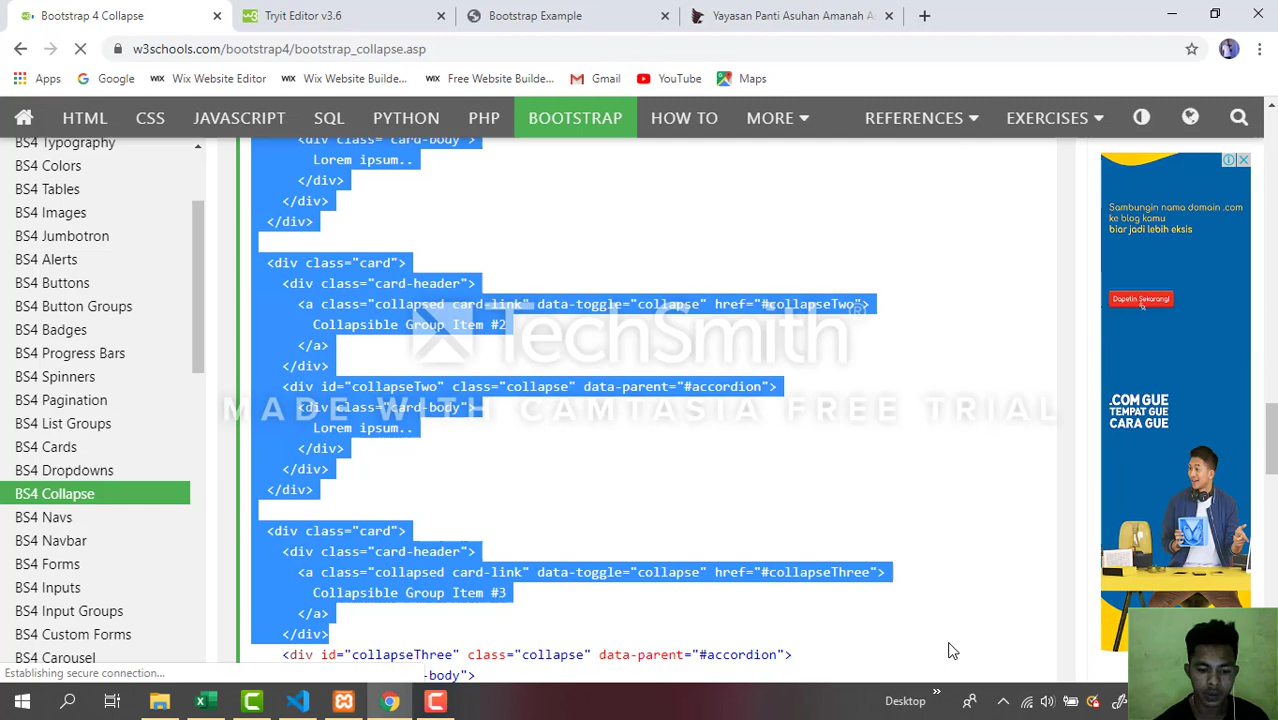 Bootstrap 4 Collapse
Tryit Editor v3.6
Bootstrap Example
Yayasan Panti Asuhan Amanah
w3schools.com/bootstrap4/bootstrap_collapse.asp
Apps
Google
Wix Website Editor
Wix Website Builde...
Free Website Builde...
Gmail
YouTube
Maps
HTML
CSS
JAVASCRIPT
SQL
PYTHON
PHP
BOOTSTRAP
HOW TO
MORE
REFERENCES
EXERCISES
BS4 Typography
BS4 Colors
BS4 Tables
BS4 Images
BS4 Jumbotron
BS4 Alerts
BS4 Buttons
BS4 Button Groups
BS4 Badges
BS4 Progress Bars
BS4 Spinners
BS4 Pagination
BS4 List Groups
BS4 Cards
BS4 Dropdowns
BS4 Collapse
BS4 Navs
BS4 Navbar
BS4 Forms
BS4 Inputs
BS4 Input Groups
BS4 Custom Forms
BS4 Carousel
<div class="card-body">
Lorem ipsum..
</div>
</div>
</div>
<div class="card">
<div class="card-header">
<a class="collapsed card-link" data-toggle="collapse" href="#collapseTwo">
Collapsible Group Item #2
</a>
</div>
<div id="collapseTwo" class="collapse" data-parent="#accordion">
<div class="card-body">
Lorem ipsum..
</div>
</div>
</div>
<div class="card">
<div class="card-header">
<a class="collapsed card-link" data-toggle="collapse" href="#collapseThree">
Collapsible Group Item #3
</a>
</div>
<div id="collapseThree" class="collapse" data-parent="#accordion">
-body">
TechSmith®
MADE WITH CAMTASIA FREE TRIAL
Sambungin nama domain .com
ke blog kamu
biar jadi lebih eksis
Dapetin Sekarang!
.COM GUE
TEMPAT GUE
CARA GUE
Establishing secure connection...
Desktop